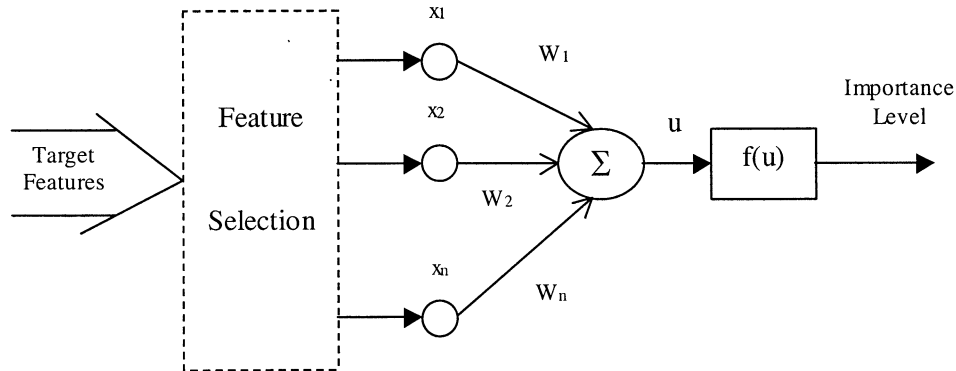 Target
Features
Feature
Selection
x1
x2
xn
W1
W2
Wn
Σ
u
f(u)
Importance
Level